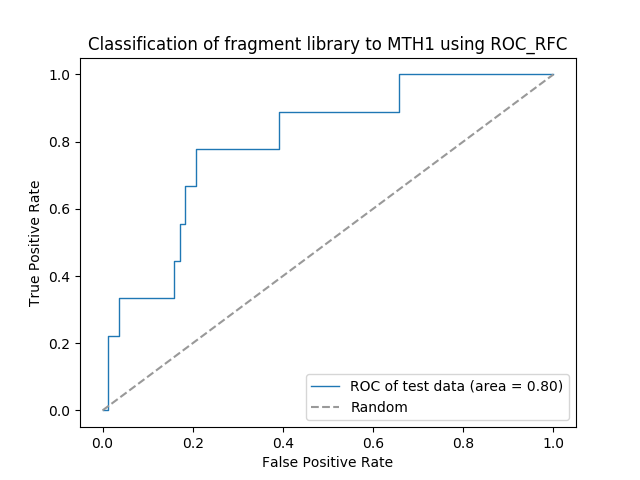 Classification of fragment library to MTH1 using ROC_RFC
1.0
0.8
0.6
0.4
0.2
0.0
True Positive Rate
ROC of test data (area = 0.80)
Random
0.0 0.2 0.4 0.6 0.8 1.0
False Positive Rate